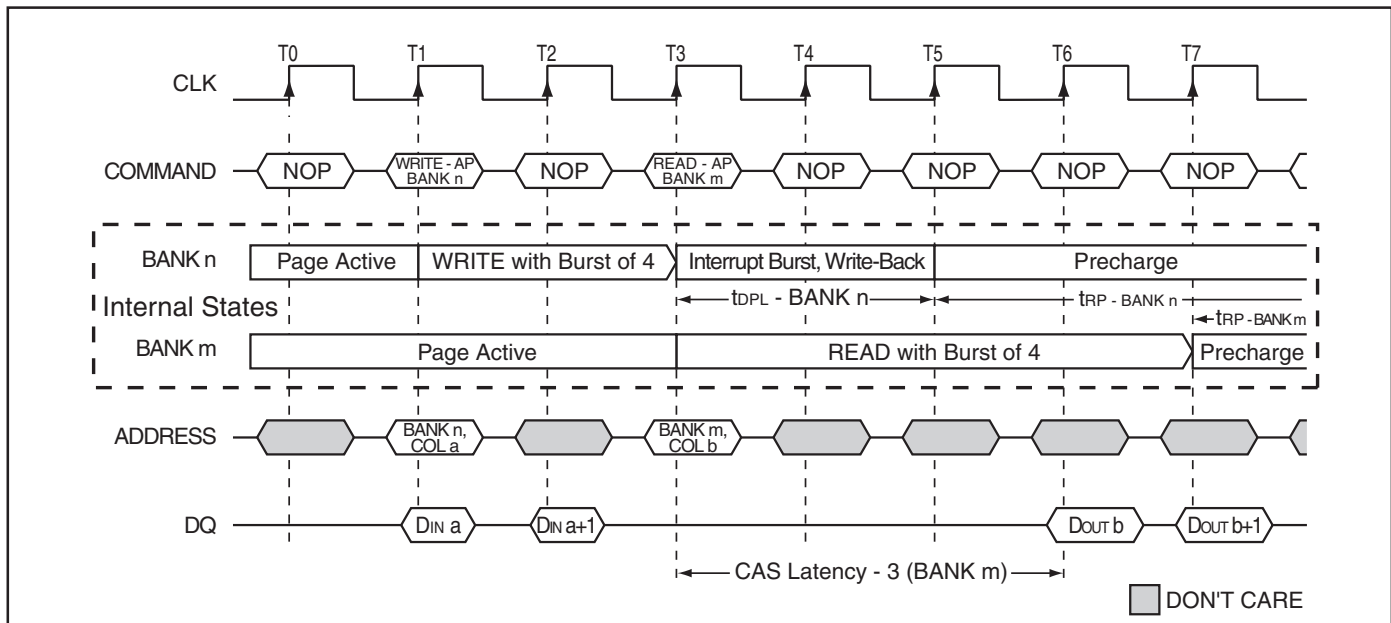 T0 T1 T2 T3 T4 T5 T6 T7
CLK
COMMAND NOP WRITE - AP BANK n NOP READ - AP BANK m NOP NOP NOP NOP
BANK n Page Active WRITE with Burst of 4 Interrupt Burst, Write-Back Precharge
tDPL - BANK n tRP - BANK n
Internal States
tRP - BANK m
BANK m Page Active READ with Burst of 4 Precharge
ADDRESS BANK n, COL a BANK m, COL b
DQ DIN a DIN a+1 DOUT b DOUT b+1
CAS Latency - 3 (BANK m)
DON'T CARE